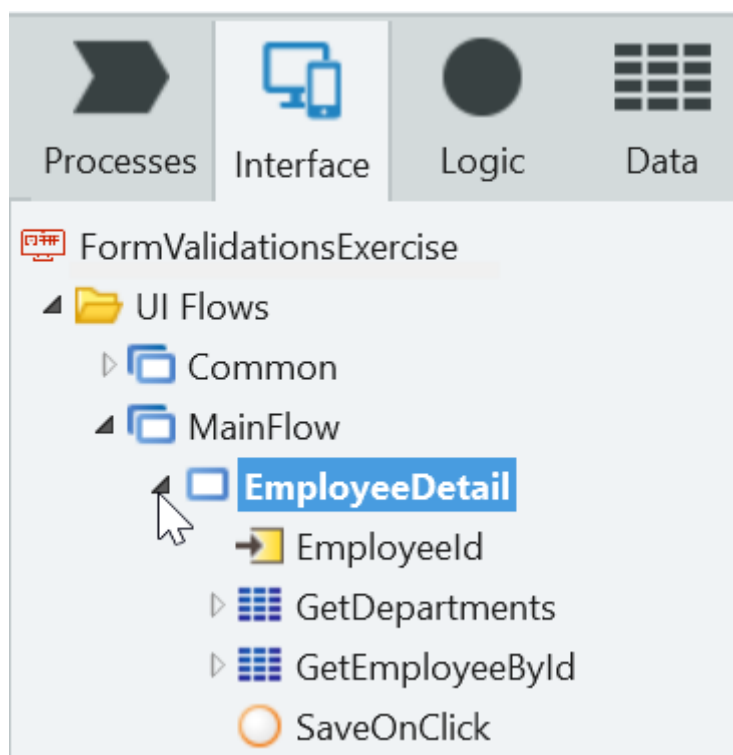 Processes Interface Logic Data
FormValidationsExercise
UI Flows
Common
MainFlow
EmployeeDetail
EmployeeId
GetDepartments
GetEmployeeById
SaveOnClick